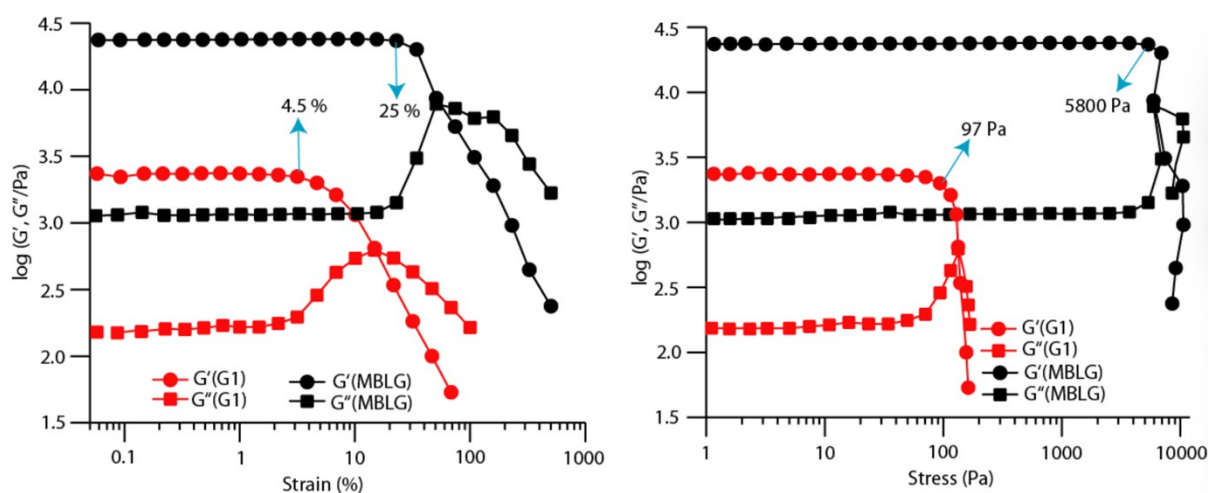 4.5
4.0
3.5
3.0
2.5
2.0
1.5
log (G′, G″/Pa)
4.5 %
25 %
G′(G1)
G″(G1)
G′(MBLG)
G″(MBLG)
0.1
1
10
100
1000
Strain (%)
4.5
4.0
3.5
3.0
2.5
2.0
1.5
log (G′, G″/Pa)
5800 Pa
97 Pa
G′(G1)
G″(G1)
G′(MBLG)
G″(MBLG)
1
10
100
1000
10000
Stress (Pa)